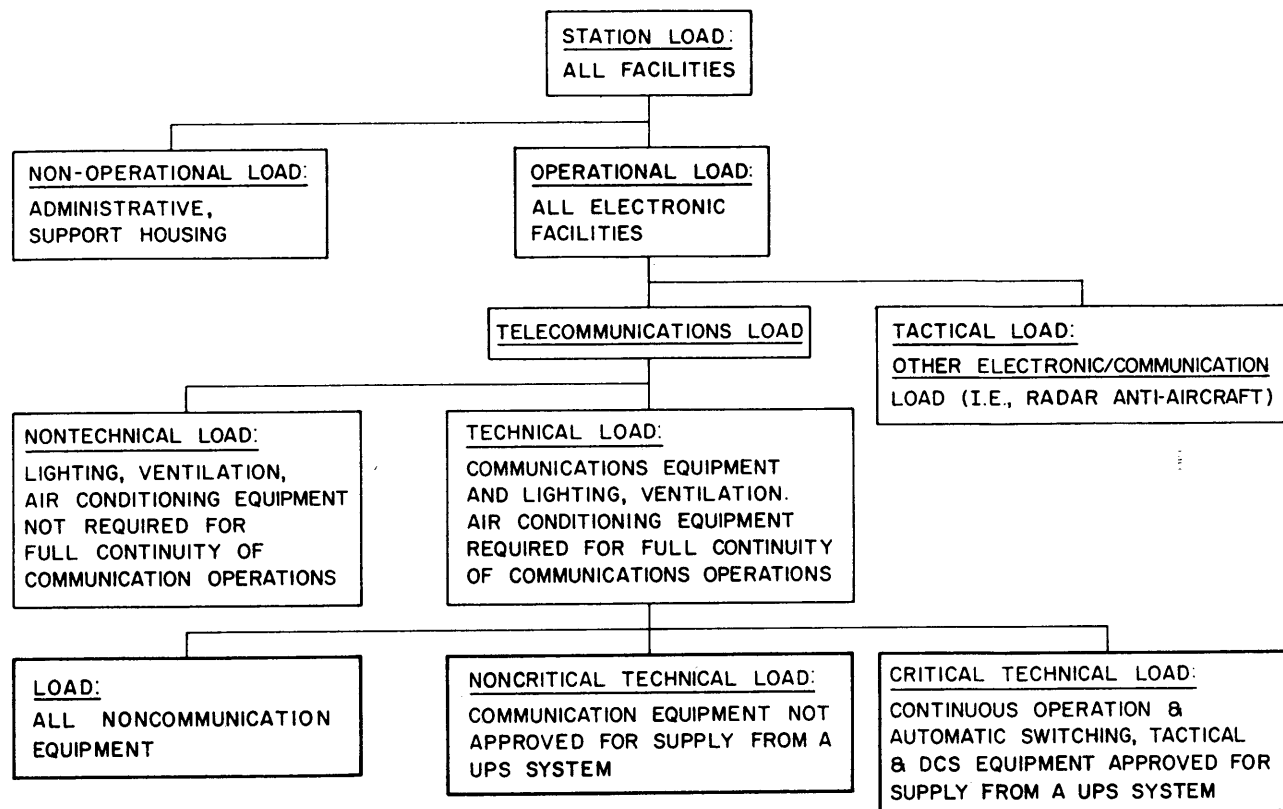 STATION LOAD:
ALL FACILITIES
NON-OPERATIONAL LOAD:
ADMINISTRATIVE,
SUPPORT HOUSING
OPERATIONAL LOAD:
ALL ELECTRONIC
FACILITIES
TELECOMMUNICATIONS LOAD
TACTICAL LOAD:
OTHER ELECTRONIC/COMMUNICATION
LOAD (I.E., RADAR ANTI-AIRCRAFT)
NONTECHNICAL LOAD:
LIGHTING, VENTILATION,
AIR CONDITIONING EQUIPMENT
NOT REQUIRED FOR
FULL CONTINUITY OF
COMMUNICATION OPERATIONS
TECHNICAL LOAD:
COMMUNICATIONS EQUIPMENT
AND LIGHTING, VENTILATION.
AIR CONDITIONING EQUIPMENT
REQUIRED FOR FULL CONTINUITY
OF COMMUNICATIONS OPERATIONS
LOAD:
ALL NONCOMMUNICATION
EQUIPMENT
NONCRITICAL TECHNICAL LOAD:
COMMUNICATION EQUIPMENT NOT
APPROVED FOR SUPPLY FROM A
UPS SYSTEM
CRITICAL TECHNICAL LOAD:
CONTINUOUS OPERATION &
AUTOMATIC SWITCHING, TACTICAL
& DCS EQUIPMENT APPROVED FOR
SUPPLY FROM A UPS SYSTEM